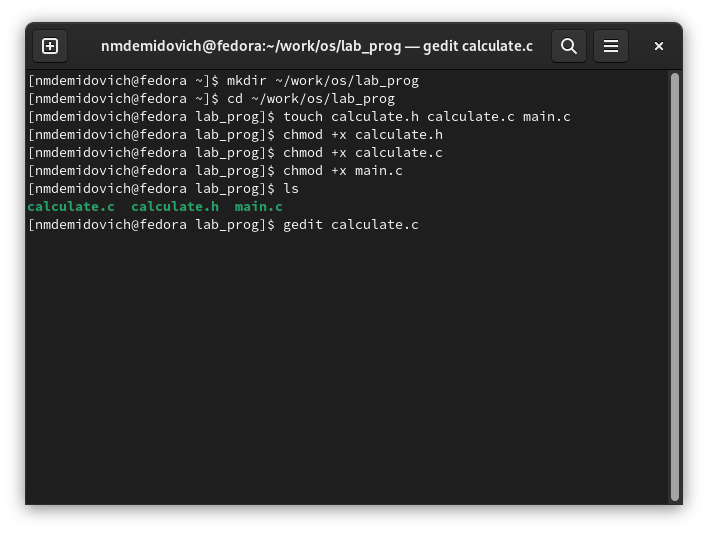 nmdemidovich@fedora:~/work/os/lab_prog — gedit calculate.c
[nmdemidovich@fedora ~]$ mkdir ~/work/os/lab_prog
[nmdemidovich@fedora ~]$ cd ~/work/os/lab_prog
[nmdemidovich@fedora lab_prog]$ touch calculate.h calculate.c main.c
[nmdemidovich@fedora lab_prog]$ chmod +x calculate.h
[nmdemidovich@fedora lab_prog]$ chmod +x calculate.c
[nmdemidovich@fedora lab_prog]$ chmod +x main.c
[nmdemidovich@fedora lab_prog]$ ls
calculate.c  calculate.h  main.c
[nmdemidovich@fedora lab_prog]$ gedit calculate.c